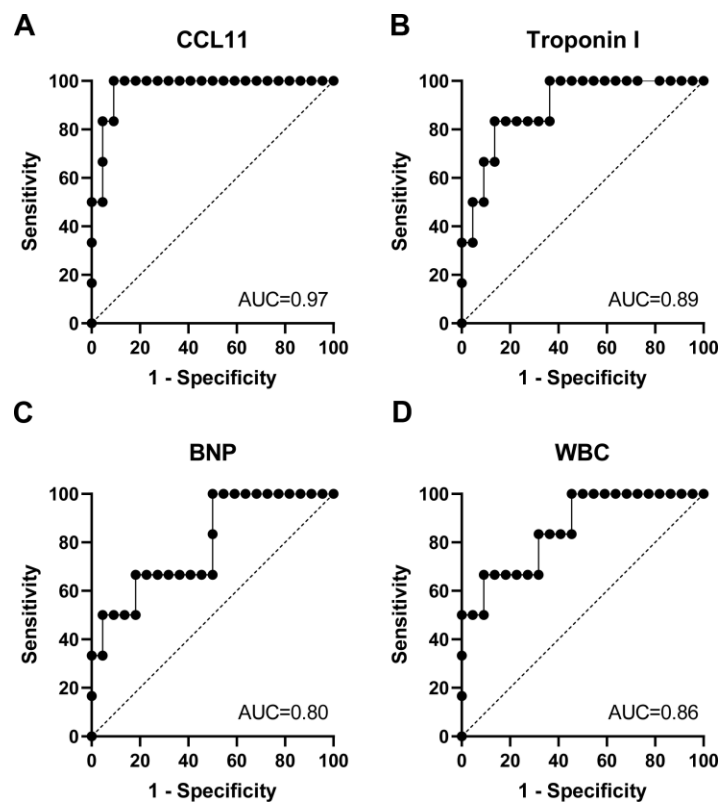 A
CCL11
100
80
60
40
20
0
Sensitivity
AUC=0.97
0 20 40 60 80 100
1 - Specificity
B
Troponin I
100
80
60
40
20
0
Sensitivity
AUC=0.89
0 20 40 60 80 100
1 - Specificity
C
BNP
100
80
60
40
20
0
Sensitivity
AUC=0.80
0 20 40 60 80 100
1 - Specificity
D
WBC
100
80
60
40
20
0
Sensitivity
AUC=0.86
0 20 40 60 80 100
1 - Specificity